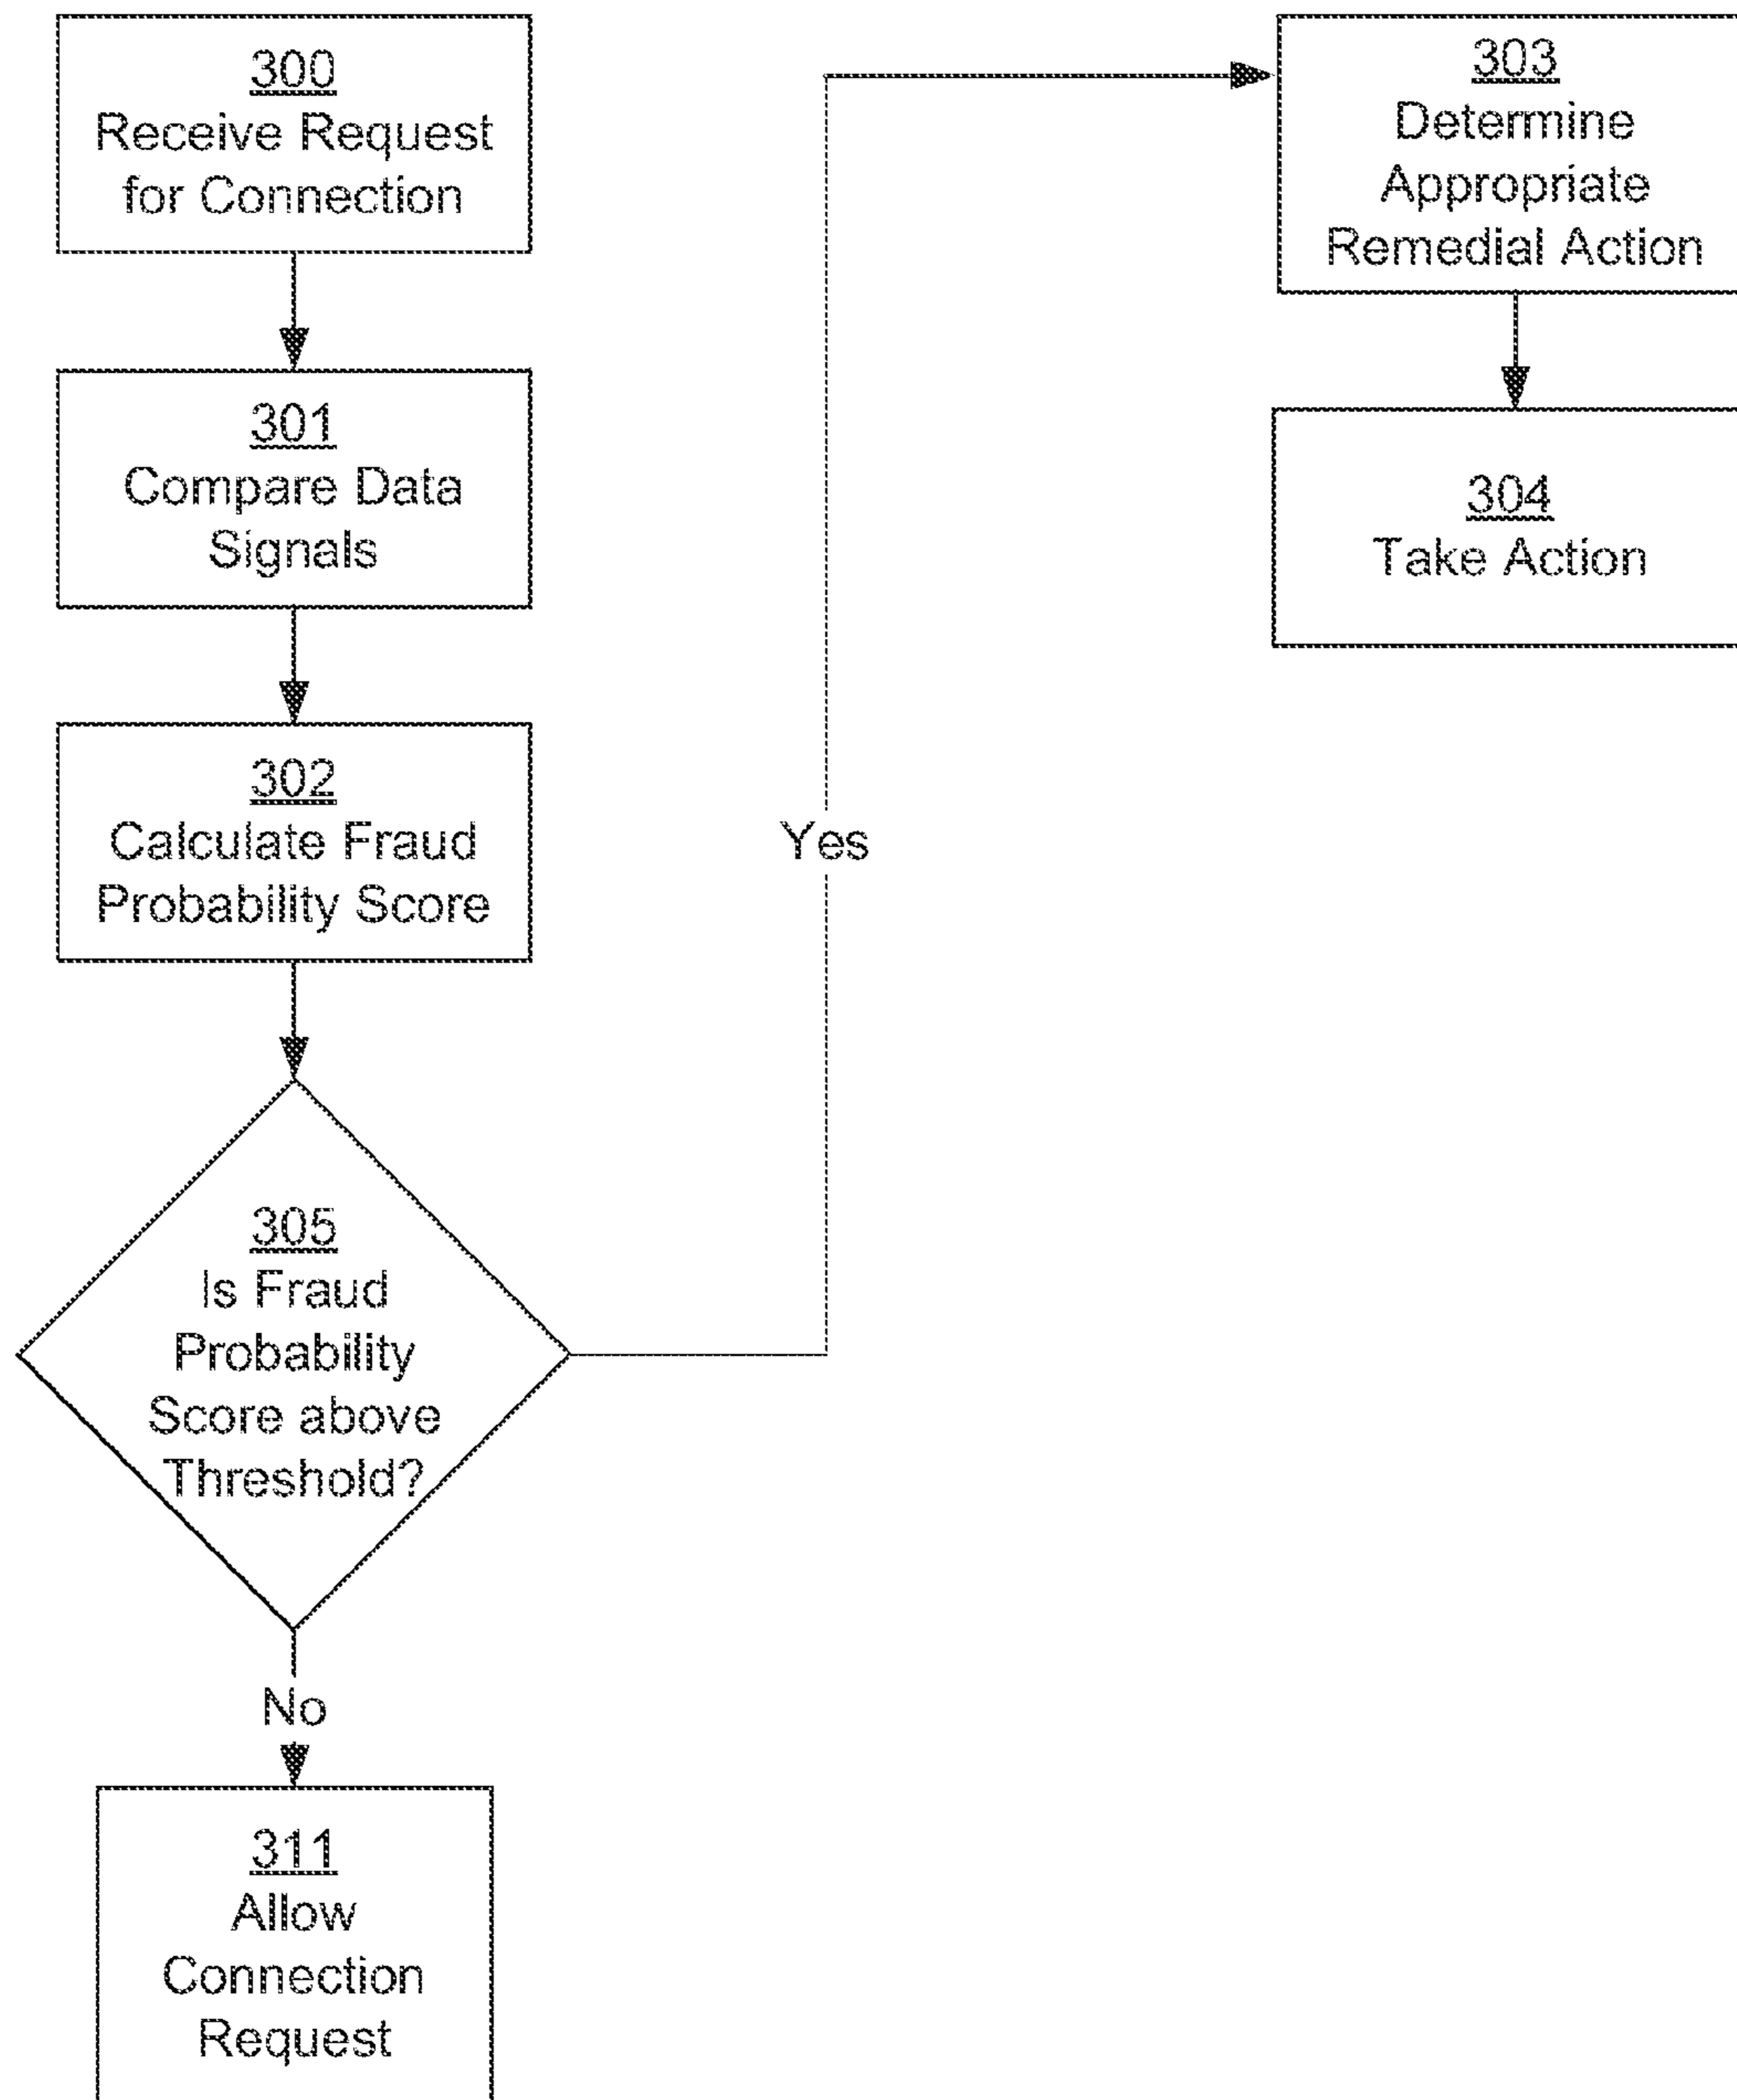 300
Receive Request
for Connection
301
Compare Data
Signals
302
Calculate Fraud
Probability Score
305
Is Fraud
Probability
Score above
Threshold?
No
311
Allow
Connection
Request
Yes
303
Determine
Appropriate
Remedial Action
304
Take Action